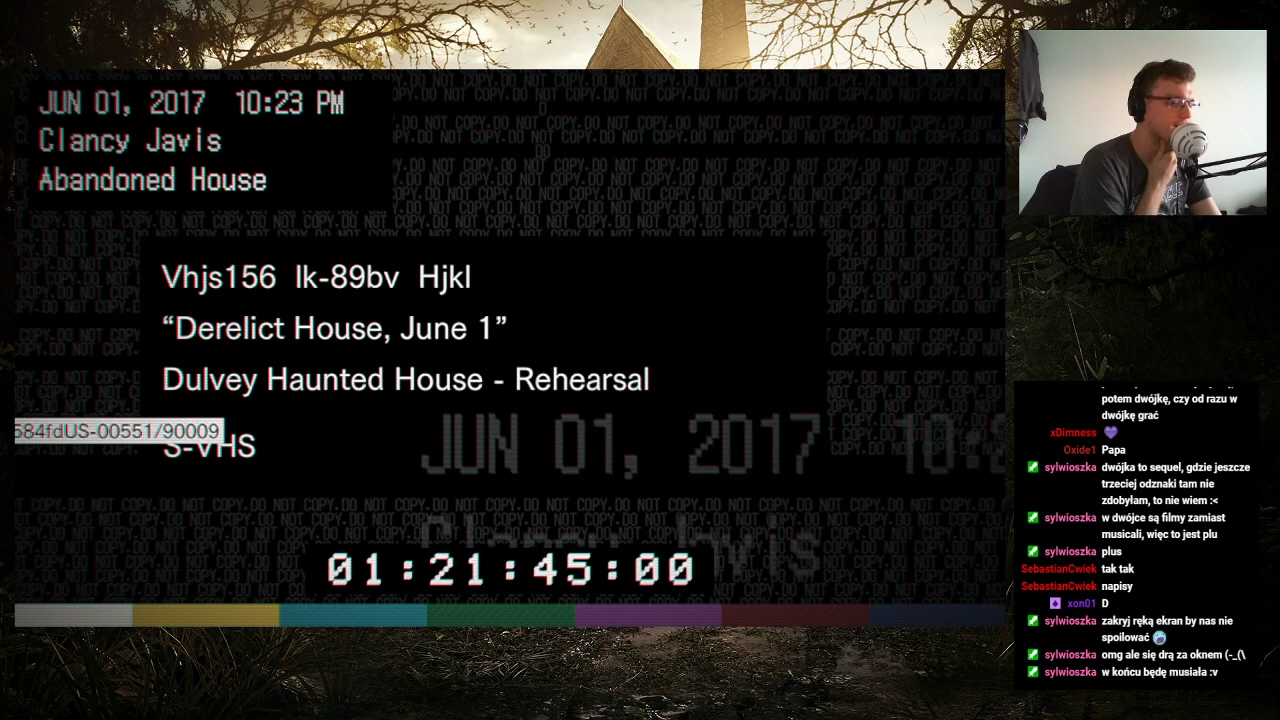 JUN 01, 2017 10:23 PM
Clancy Javis
Abandoned House
Vhjs156 lk-89bv Hjkl
“Derelict House, June 1”
Dulvey Haunted House - Rehearsal
584fdUS-00551/90009
S-VHS
JUN 01, 2017
01:21:45:00
potem dwójkę, czy od razu w
dwójkę grać
xDimness 💜
Oxide1 Papa
sylwioszka dwójka to sequel, gdzie jeszcze
trzeciej odznaki tam nie
zdobyłam, to nie wiem :<
sylwioszka w dwójce są filmy zamiast
musicali, więc to jest plu
sylwioszka plus
SebastianCwiek tak tak
SebastianCwiek napisy
xon01 D
sylwioszka zakryj ręką ekran by nas nie
spoilować
sylwioszka omg ale się drą za oknem (-_(\
sylwioszka w końcu będę musiała :v